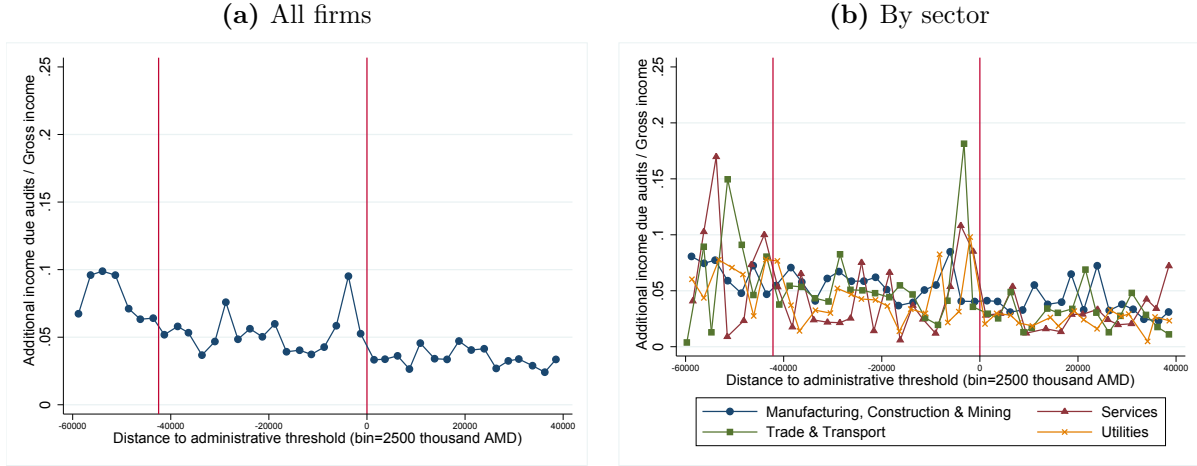 (a) All firms
Additional income due audits / Gross income
.25
.2
.15
.1
.05
0
-60000 -40000 -20000 0 20000 40000
Distance to administrative threshold (bin=2500 thousand AMD)
(b) By sector
Additional income due audits / Gross income
.25
.2
.15
.1
.05
0
-60000 -40000 -20000 0 20000 40000
Distance to administrative threshold (bin=2500 thousand AMD)
Manufacturing, Construction & Mining Services
Trade & Transport Utilities